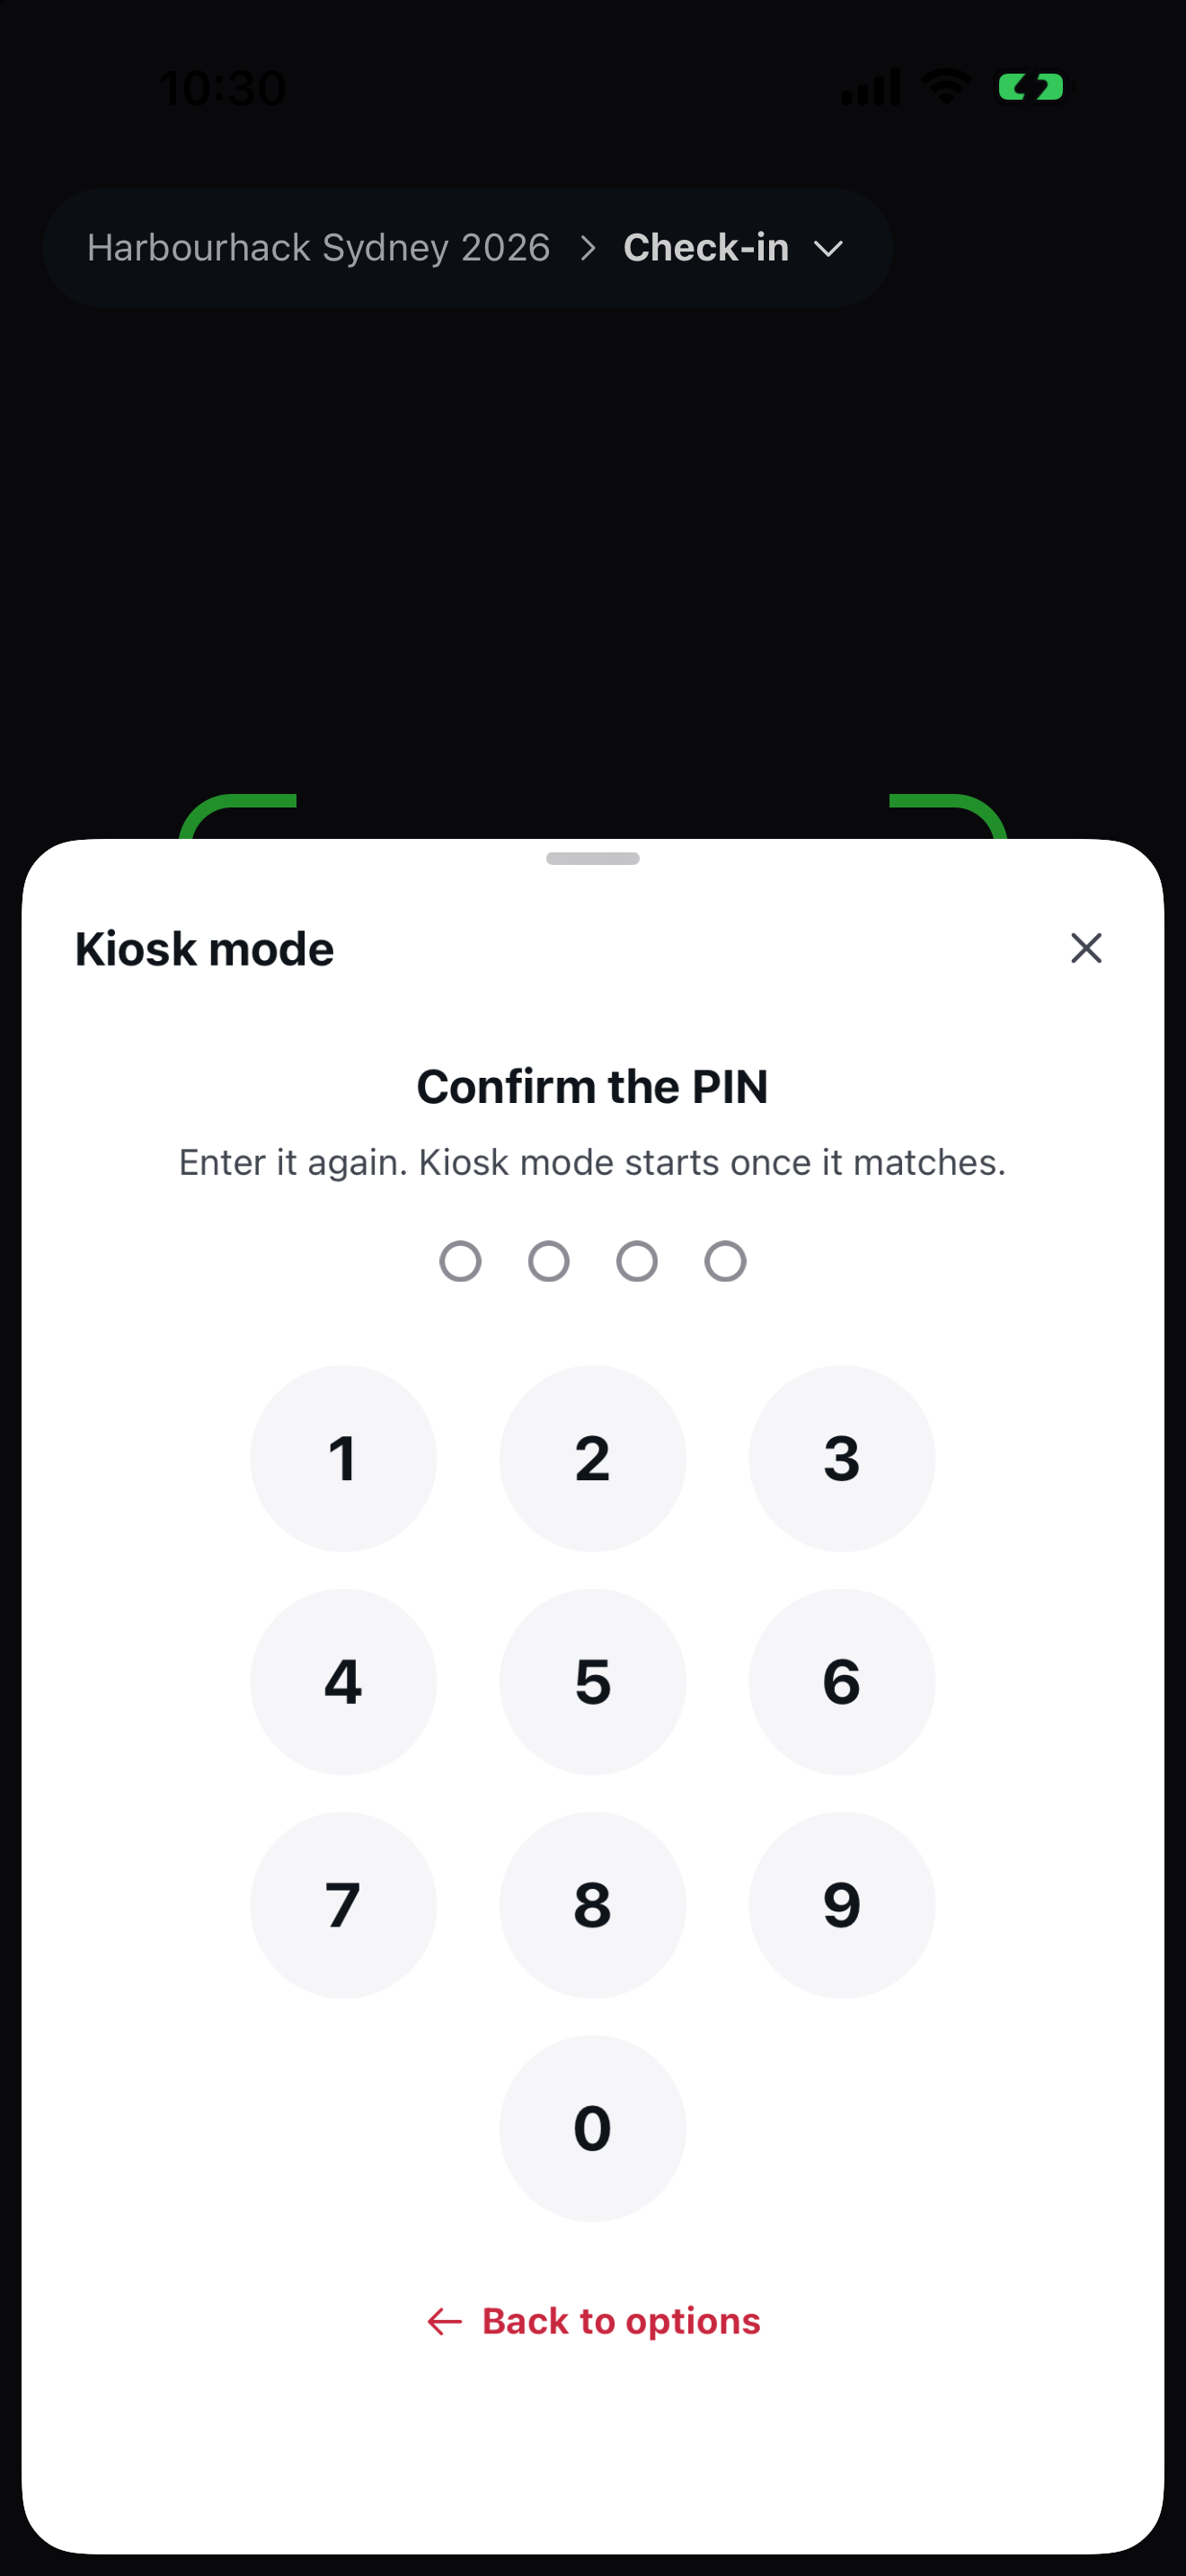 10:30
Harbourhack Sydney 2026 > Check-in
Kiosk mode
Confirm the PIN
Enter it again. Kiosk mode starts once it matches.
1 2 3
4 5 6
7 8 9
0
Back to options